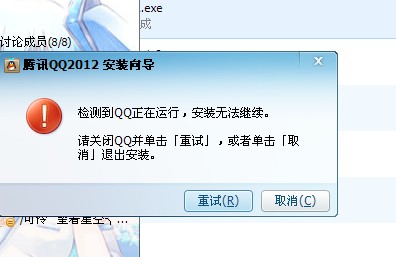 .exe
成
讨论成员(8/8)
腾讯QQ2012 安装向导
检测到QQ正在运行，安装无法继续。
请关闭QQ并单击「重试」，或者单击「取
消」退出安装。
重试(R) 取消(C)